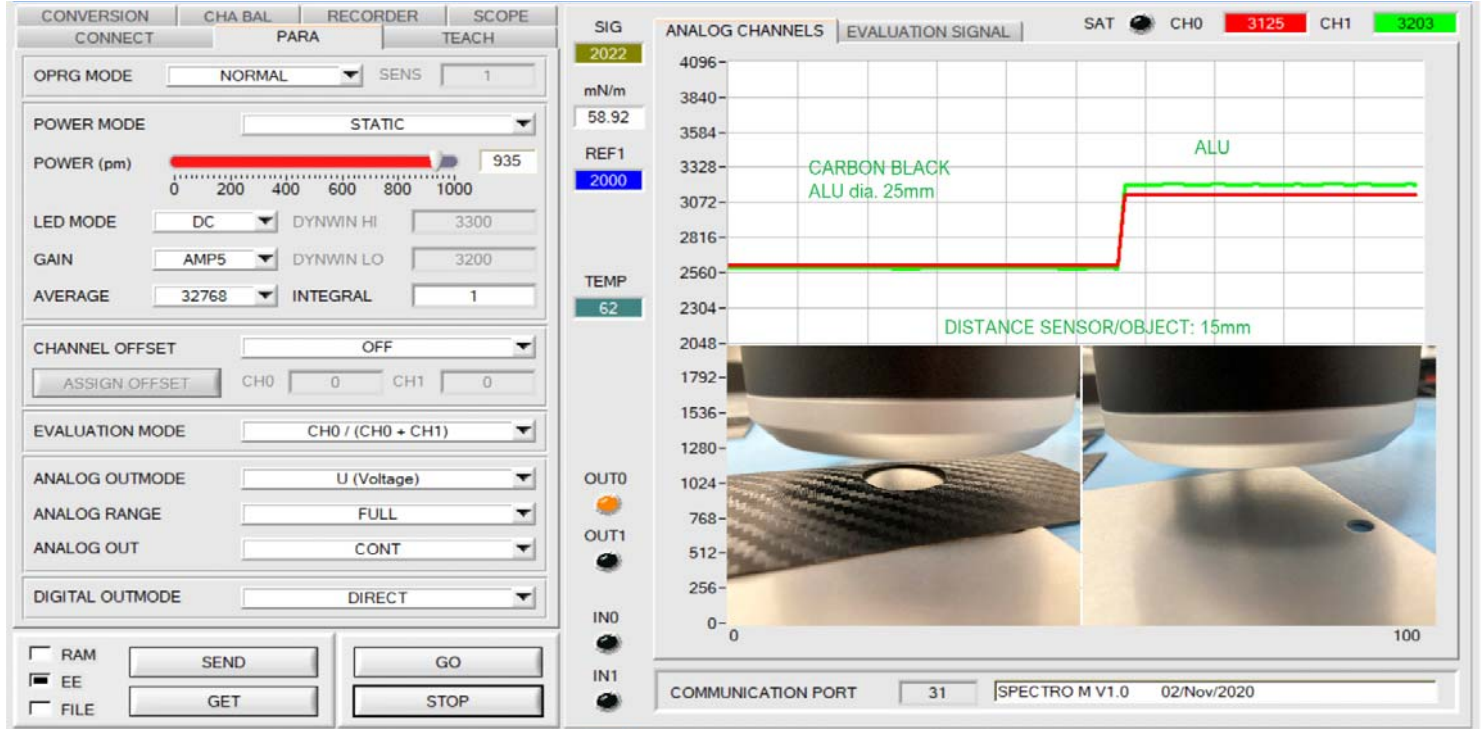 CONVERSION CHA BAL RECORDER SCOPE
CONNECT PARA TEACH
OPRG MODE NORMAL SENS 1
POWER MODE STATIC
POWER (pm) 935
0 200 400 600 800 1000
LED MODE DC DYNWIN HI 3300
GAIN AMP5 DYNWIN LO 3200
AVERAGE 32768 INTEGRAL 1
CHANNEL OFFSET OFF
ASSIGN OFFSET CH0 0 CH1 0
EVALUATION MODE CH0 / (CH0 + CH1)
ANALOG OUTMODE U (Voltage)
ANALOG RANGE FULL
ANALOG OUT CONT
DIGITAL OUTMODE DIRECT
RAM
EE
FILE
SEND GO
GET STOP
SIG
2022
mN/m
58.92
REF1
2000
TEMP
62
OUT0
OUT1
IN0
IN1
ANALOG CHANNELS EVALUATION SIGNAL SAT CH0 3125 CH1 3203
4096
3840
3584
3328
3072
2816
2560
2304
2048
1792
1536
1280
1024
768
512
256
0
0 100
CARBON BLACK
ALU dia. 25mm
ALU
DISTANCE SENSOR/OBJECT: 15mm
COMMUNICATION PORT 31 SPECTRO M V1.0 02/Nov/2020